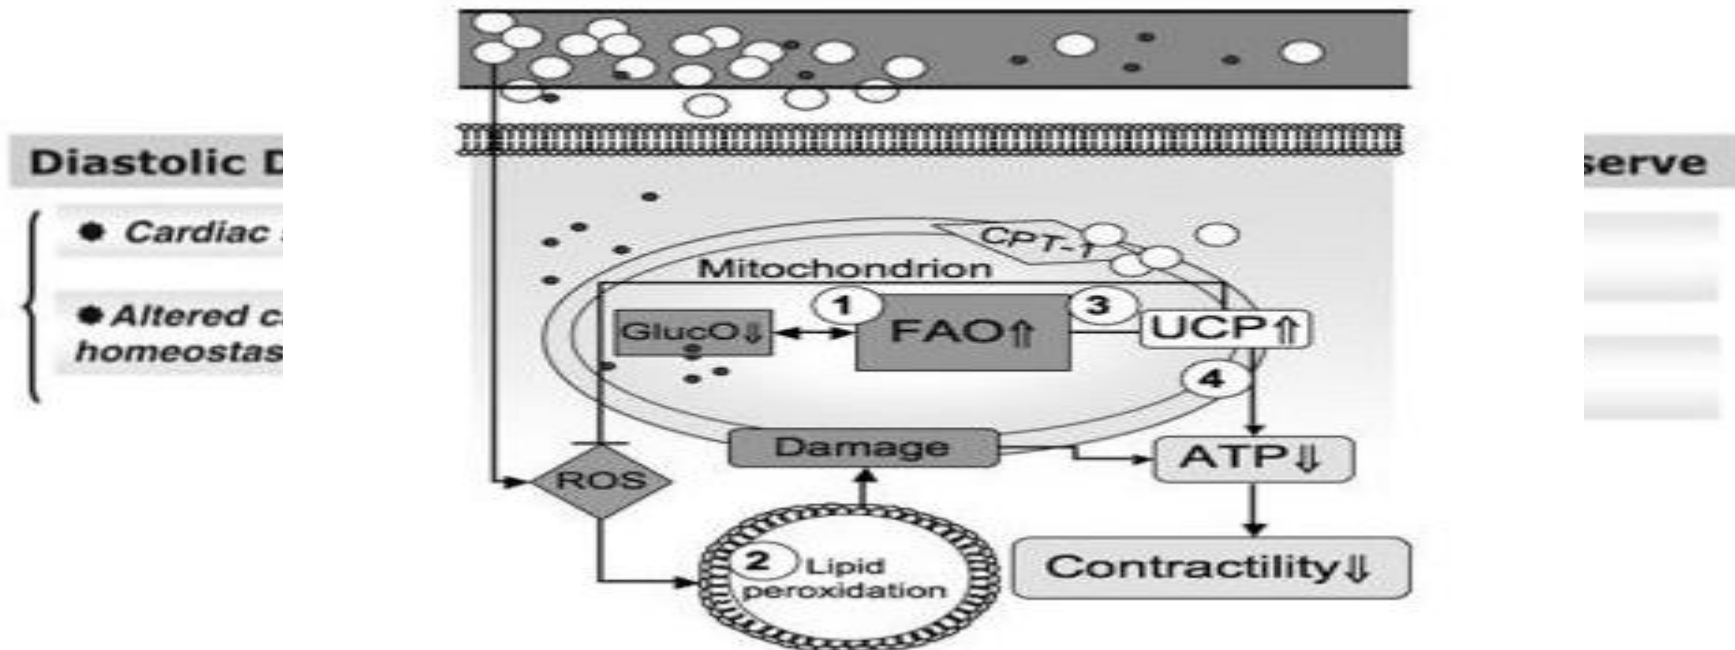 Diastolic D
serve
Cardiac
Altered c
homeostas
CPT-1
Mitochondrion
1
3
GlucO⇓
FAO⇑
UCP⇑
4
Damage
ATP⇓
ROS
2
Lipid
peroxidation
Contractility⇓